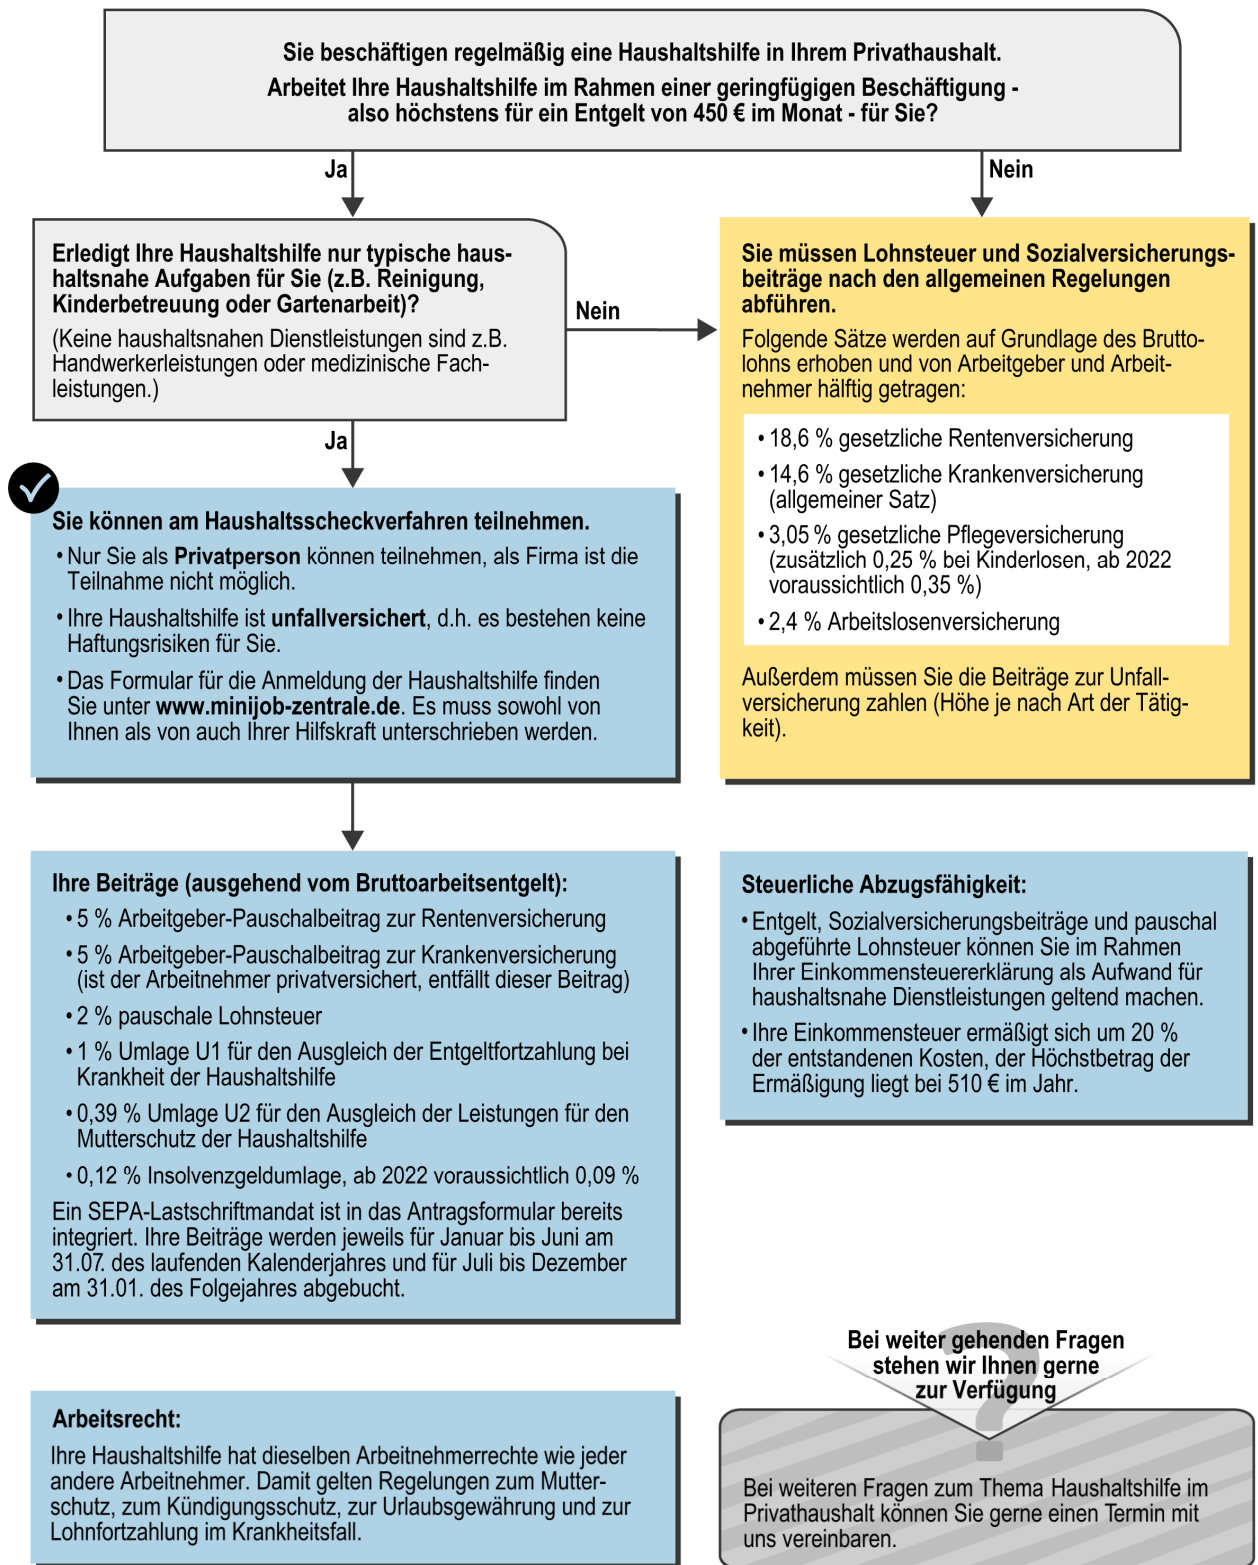 Sie beschäftigen regelmäßig eine Haushaltshilfe in Ihrem Privathaushalt.
Arbeitet Ihre Haushaltshilfe im Rahmen einer geringfügigen Beschäftigung -
also höchstens für ein Entgelt von 450 € im Monat - für Sie?
Ja
Nein
Erledigt Ihre Haushaltshilfe nur typische haus-
haltsnahe Aufgaben für Sie (z.B. Reinigung,
Kinderbetreuung oder Gartenarbeit)?
(Keine haushaltsnahen Dienstleistungen sind z.B.
Handwerkerleistungen oder medizinische Fach-
leistungen.)
Nein
Ja
Sie müssen Lohnsteuer und Sozialversicherungs-
beiträge nach den allgemeinen Regelungen
abführen.
Folgende Sätze werden auf Grundlage des Brutto-
lohns erhoben und von Arbeitgeber und Arbeit-
nehmer hälftig getragen:
• 18,6 % gesetzliche Rentenversicherung
• 14,6 % gesetzliche Krankenversicherung
(allgemeiner Satz)
• 3,05 % gesetzliche Pflegeversicherung
(zusätzlich 0,25 % bei Kinderlosen, ab 2022
voraussichtlich 0,35 %)
• 2,4 % Arbeitslosenversicherung
Außerdem müssen Sie die Beiträge zur Unfall-
versicherung zahlen (Höhe je nach Art der Tätig-
keit).
Sie können am Haushaltsscheckverfahren teilnehmen.
• Nur Sie als Privatperson können teilnehmen, als Firma ist die
Teilnahme nicht möglich.
• Ihre Haushaltshilfe ist unfallversichert, d.h. es bestehen keine
Haftungsrisiken für Sie.
• Das Formular für die Anmeldung der Haushaltshilfe finden
Sie unter www.minijob-zentrale.de. Es muss sowohl von
Ihnen als von auch Ihrer Hilfskraft unterschrieben werden.
Ihre Beiträge (ausgehend vom Bruttoarbeitsentgelt):
• 5 % Arbeitgeber-Pauschalbeitrag zur Rentenversicherung
• 5 % Arbeitgeber-Pauschalbeitrag zur Krankenversicherung
(ist der Arbeitnehmer privatversichert, entfällt dieser Beitrag)
• 2 % pauschale Lohnsteuer
• 1 % Umlage U1 für den Ausgleich der Entgeltfortzahlung bei
Krankheit der Haushaltshilfe
• 0,39 % Umlage U2 für den Ausgleich der Leistungen für den
Mutterschutz der Haushaltshilfe
• 0,12 % Insolvenzgeldumlage, ab 2022 voraussichtlich 0,09 %
Ein SEPA-Lastschriftmandat ist in das Antragsformular bereits
integriert. Ihre Beiträge werden jeweils für Januar bis Juni am
31.07. des laufenden Kalenderjahres und für Juli bis Dezember
am 31.01. des Folgejahres abgebucht.
Steuerliche Abzugsfähigkeit:
• Entgelt, Sozialversicherungsbeiträge und pauschal
abgeführte Lohnsteuer können Sie im Rahmen
Ihrer Einkommensteuererklärung als Aufwand für
haushaltsnahe Dienstleistungen geltend machen.
• Ihre Einkommensteuer ermäßigt sich um 20 %
der entstandenen Kosten, der Höchstbetrag der
Ermäßigung liegt bei 510 € im Jahr.
Arbeitsrecht:
Ihre Haushaltshilfe hat dieselben Arbeitnehmerrechte wie jeder
andere Arbeitnehmer. Damit gelten Regelungen zum Mutter-
schutz, zum Kündigungsschutz, zur Urlaubsgewährung und zur
Lohnfortzahlung im Krankheitsfall.
?
Bei weiter gehenden Fragen
stehen wir Ihnen gerne
zur Verfügung
Bei weiteren Fragen zum Thema Haushaltshilfe im
Privathaushalt können Sie gerne einen Termin mit
uns vereinbaren.